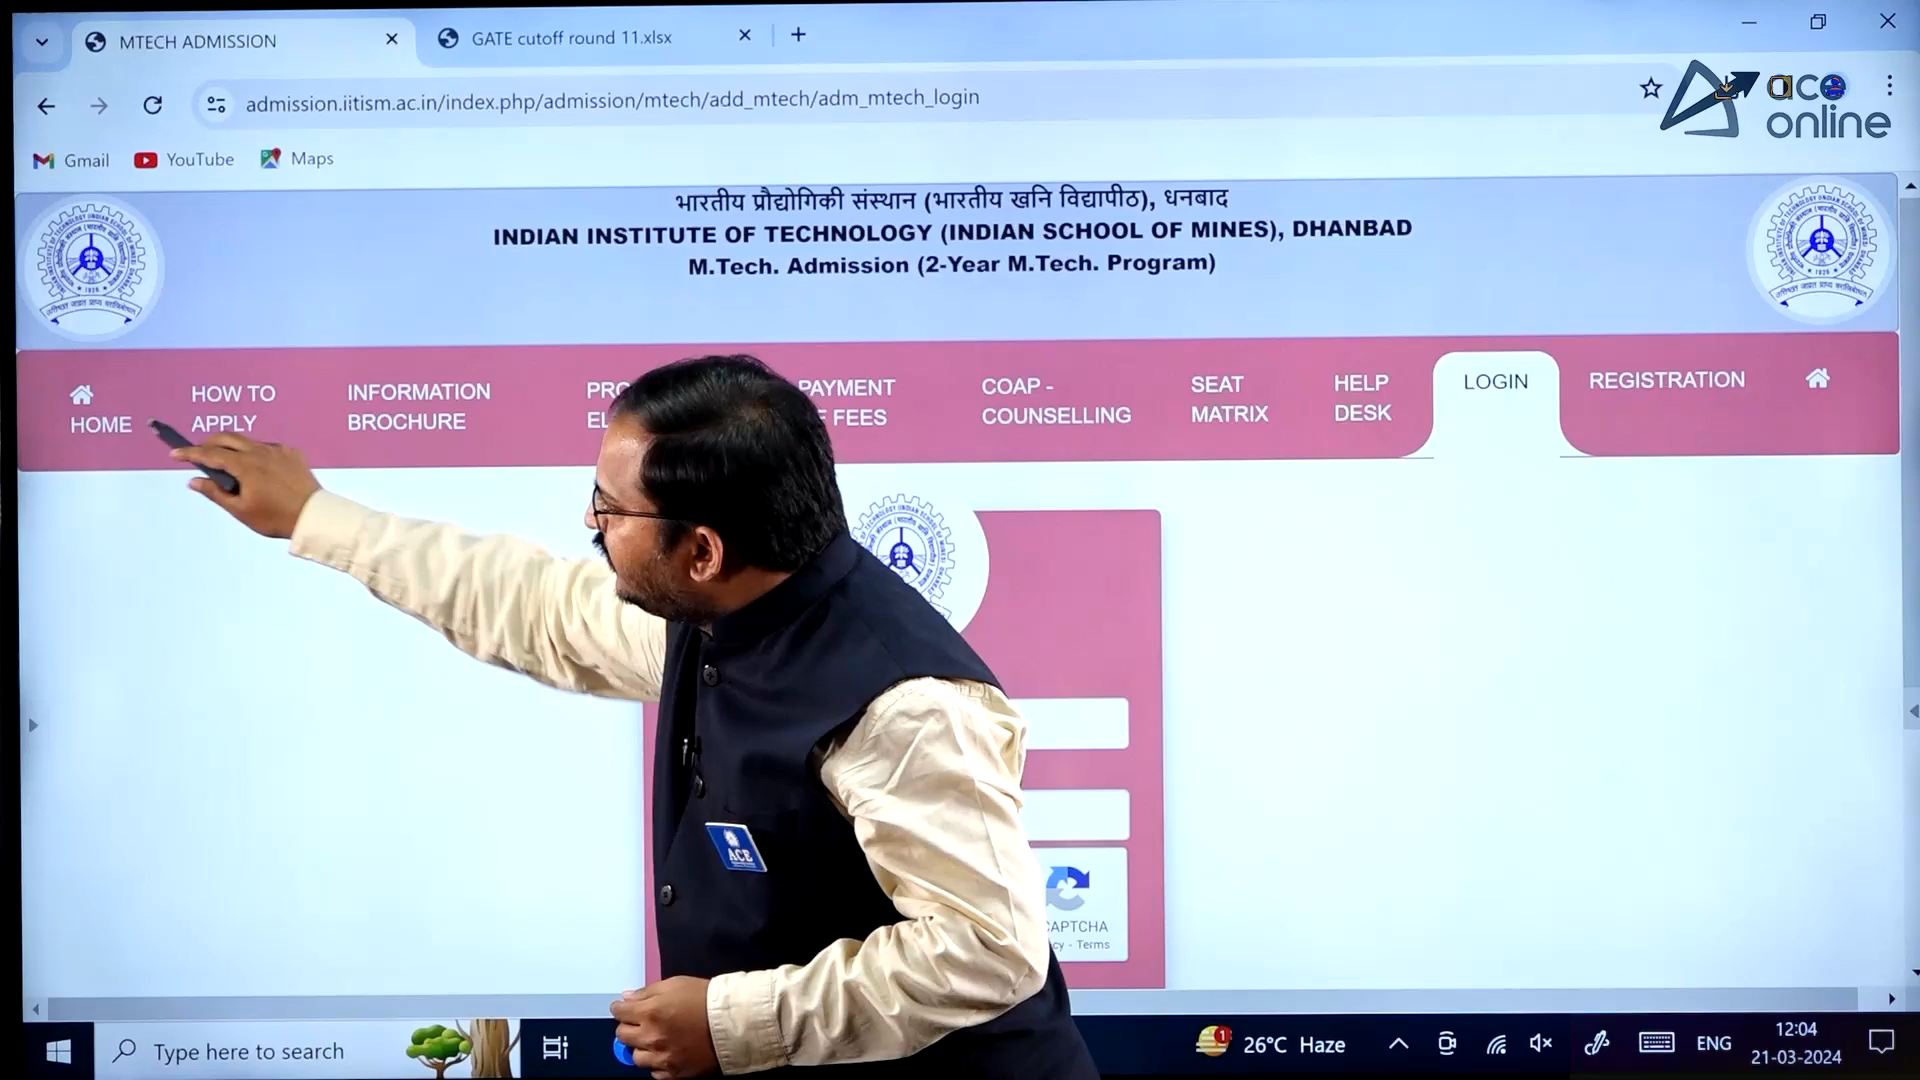 MTECH ADMISSION
GATE cutoff round 11.xlsx
admission.iitism.ac.in/index.php/admission/mtech/add_mtech/adm_mtech_login
ace
online
Gmail
YouTube
Maps
भारतीय प्रौद्योगिकी संस्थान (भारतीय खनि विद्यापीठ), धनबाद
INDIAN INSTITUTE OF TECHNOLOGY (INDIAN SCHOOL OF MINES), DHANBAD
M.Tech. Admission (2-Year M.Tech. Program)
HOME
HOW TO
APPLY
INFORMATION
BROCHURE
PAYMENT
FEES
COAP -
COUNSELLING
SEAT
MATRIX
HELP
DESK
LOGIN
REGISTRATION
ACE
Terms
Type here to search
1
26°C Haze
ENG
12:04
21-03-2024